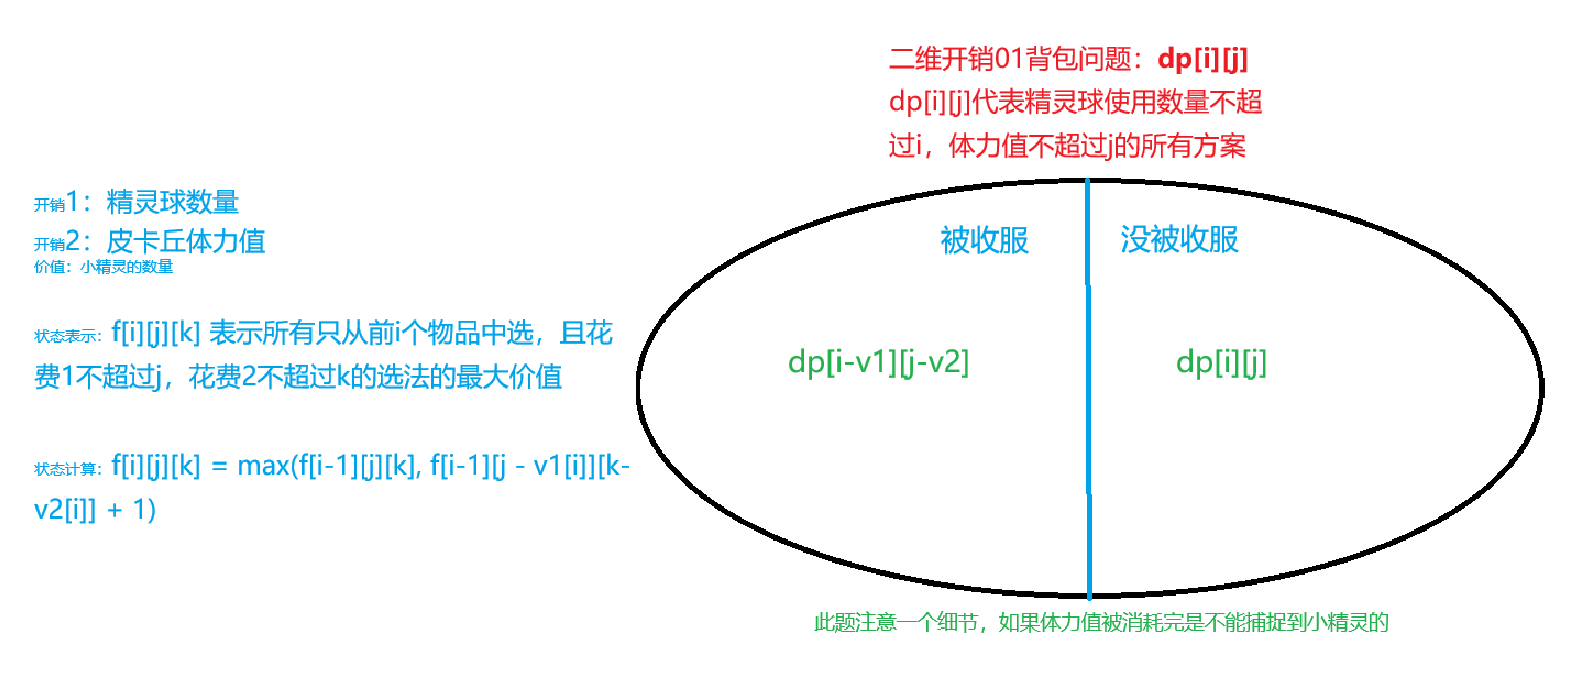 二维开销01背包问题：dp[i][j]
dp[i][j]代表精灵球使用数量不超
过i，体力值不超过j的所有方案
开销1：精灵球数量
开销2：皮卡丘体力值
价值：小精灵的数量
状态表示：f[i][j][k] 表示所有只从前i个物品中选，且花
费1不超过j，花费2不超过k的选法的最大价值
状态计算：f[i][j][k] = max(f[i-1][j][k], f[i-1][j - v1[i]][k-
v2[i]] + 1)
被收服
没被收服
dp[i-v1][j-v2]
dp[i][j]
此题注意一个细节，如果体力值被消耗完是不能捕捉到小精灵的